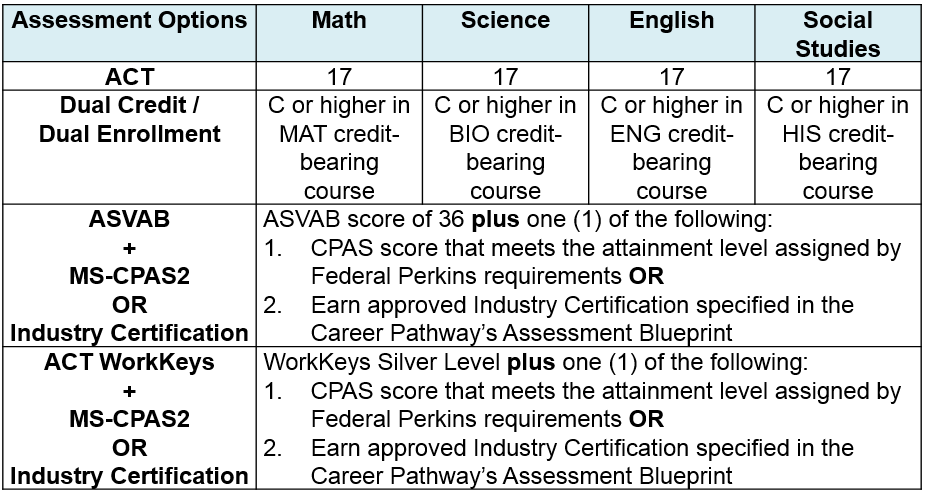 Assessment Options Math Science English Social
Studies
ACT 17 17 17 17
Dual Credit /
Dual Enrollment
C or higher in
MAT credit-
bearing
course
C or higher in
BIO credit-
bearing
course
C or higher in
ENG credit-
bearing
course
C or higher in
HIS credit-
bearing
course
ASVAB
+
MS-CPAS2
OR
Industry Certification
ASVAB score of 36 plus one (1) of the following:
1. CPAS score that meets the attainment level assigned by
Federal Perkins requirements OR
2. Earn approved Industry Certification specified in the
Career Pathway's Assessment Blueprint
ACT WorkKeys
+
MS-CPAS2
OR
Industry Certification
WorkKeys Silver Level plus one (1) of the following:
1. CPAS score that meets the attainment level assigned by
Federal Perkins requirements OR
2. Earn approved Industry Certification specified in the
Career Pathway's Assessment Blueprint